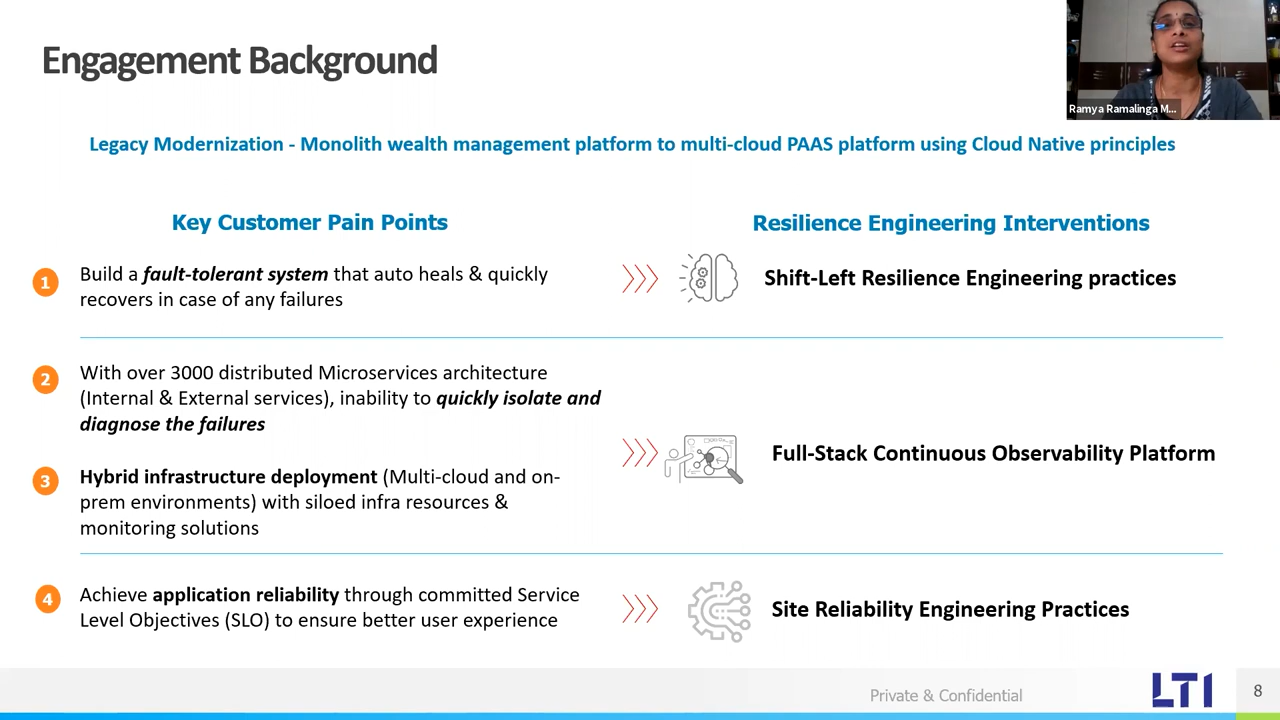 Engagement Background
Ramya Ramalinga M...
Legacy Modernization - Monolith wealth management platform to multi-cloud PAAS platform using Cloud Native principles
Key Customer Pain Points
Resilience Engineering Interventions
1
Build a fault-tolerant system that auto heals & quickly
recovers in case of any failures
Shift-Left Resilience Engineering practices
2
With over 3000 distributed Microservices architecture
(Internal & External services), inability to quickly isolate and
diagnose the failures
3
Hybrid infrastructure deployment (Multi-cloud and on-
prem environments) with siloed infra resources &
monitoring solutions
Full-Stack Continuous Observability Platform
4
Achieve application reliability through committed Service
Level Objectives (SLO) to ensure better user experience
Site Reliability Engineering Practices
Private & Confidential
LTI
8